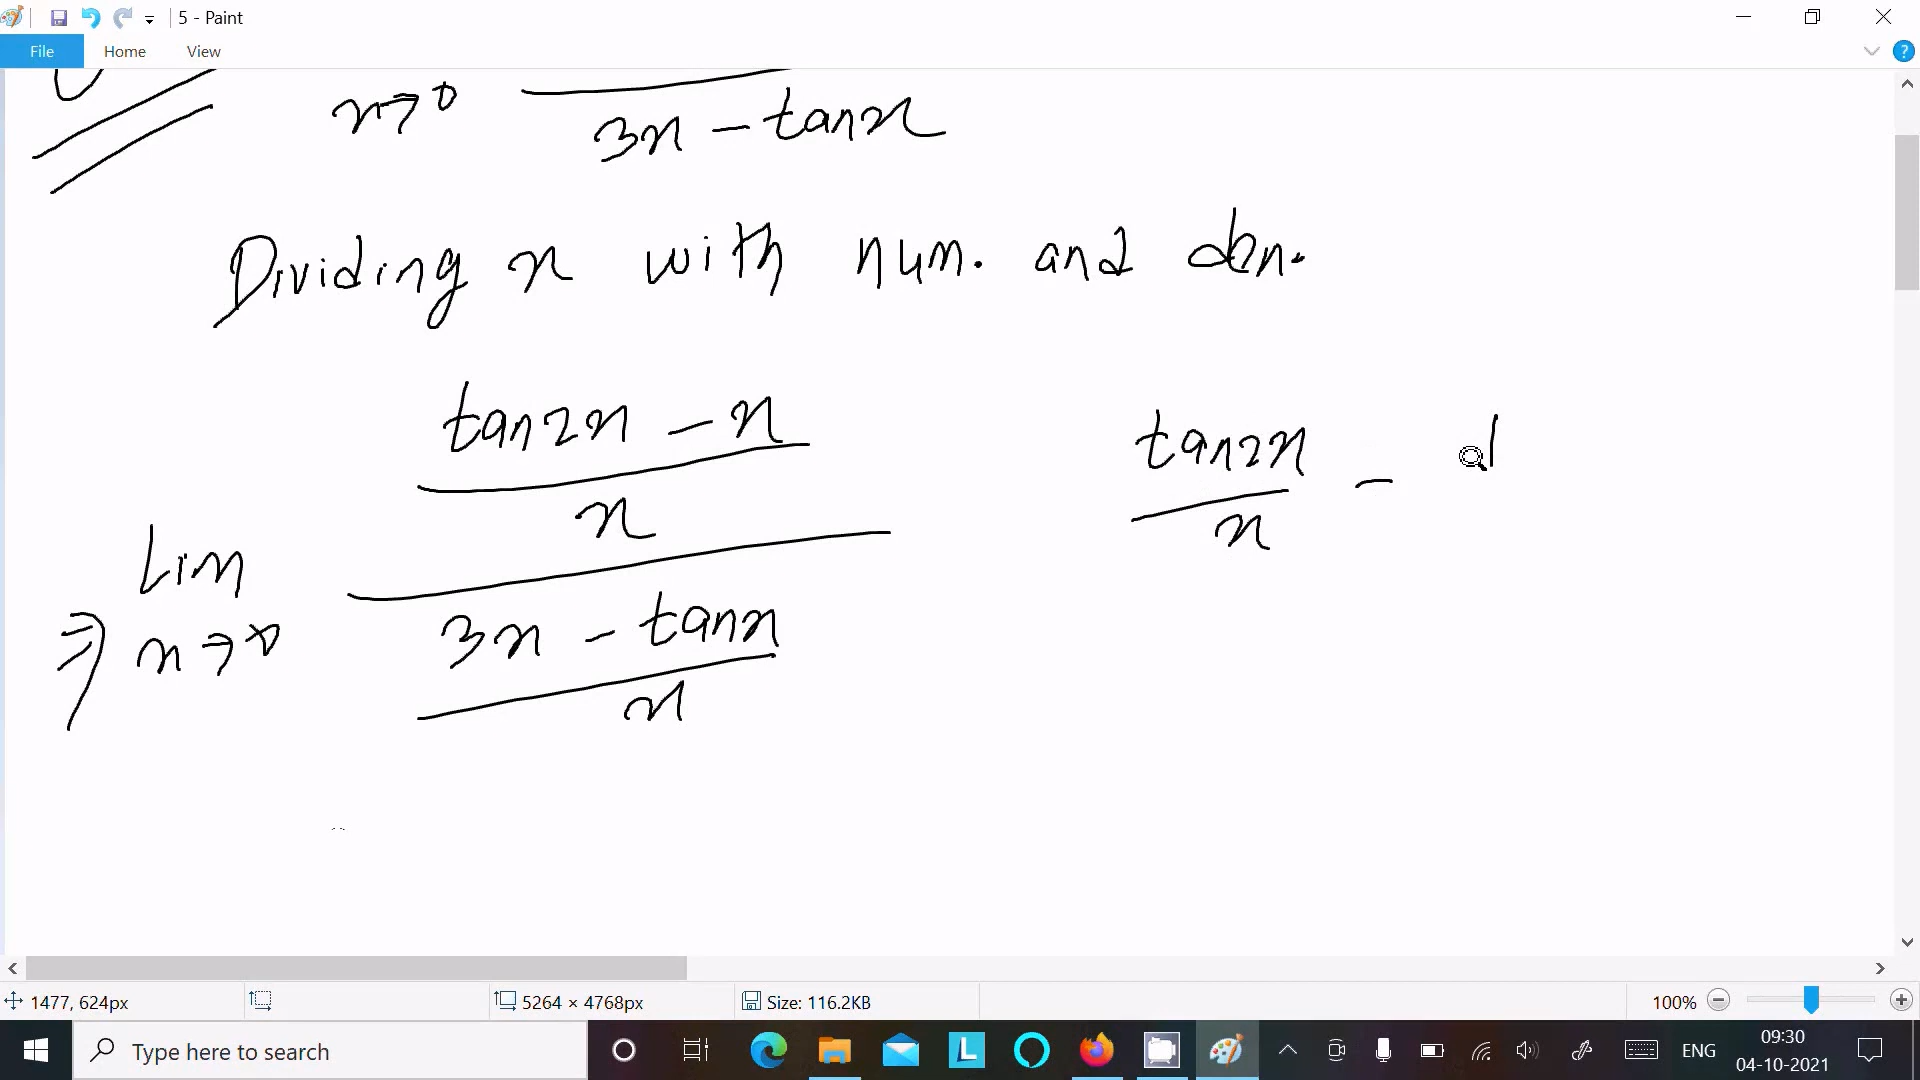 5 - Paint
File Home View
x→0
3x - tanx
Dividing x with num. and den.
tan2x - x
x
Lim
⇒ x→0
3x - tanx
x
tan2x
x
-
1477, 624px
5264 × 4768px
Size: 116.2KB
100%
Type here to search
ENG
09:30
04-10-2021